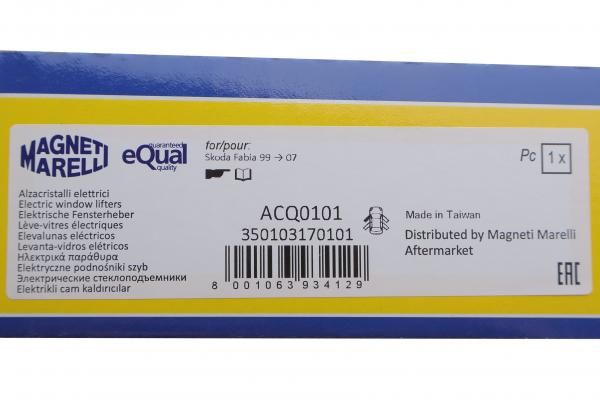 MAGNETI
MARELLI
guaranteed
eQual
quality
for/pour:
Skoda Fabia 99 → 07
Pc 1 x
Alzacristalli elettrici
Electric window lifters
Elektrische Fensterheber
Lève-vitres électriques
Elevalunas eléctricos
Levanta-vidros elétricos
Ηλεκτρικά παράθυρα
Elektryczne podnośniki szyb
Электрические стеклоподъемники
Elektrikli cam kaldırıcılar
ACQ0101
350103170101
8 001063 934129
Made in Taiwan
Distributed by Magneti Marelli
Aftermarket
EAC